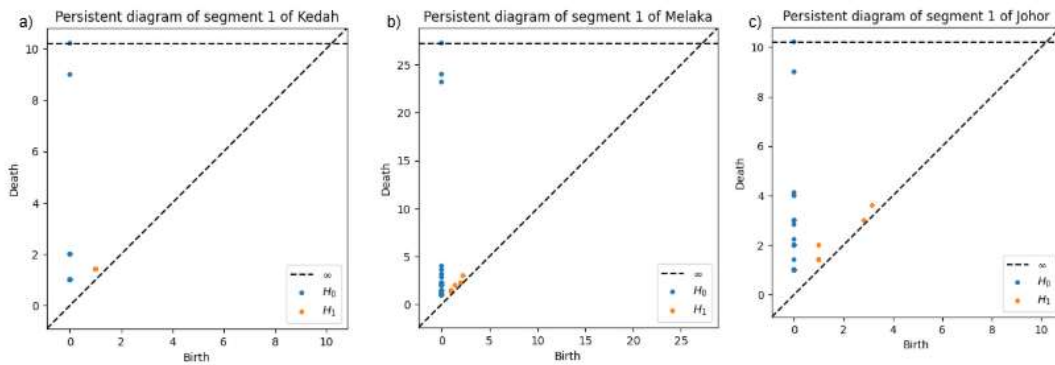 a) Persistent diagram of segment 1 of Kedah
10
8
6
4
2
0
Death
0 2 4 6 8 10
Birth
∞
H₀
H₁
b) Persistent diagram of segment 1 of Melaka
25
20
15
10
5
0
Death
0 5 10 15 20 25
Birth
∞
H₀
H₁
c) Persistent diagram of segment 1 of Johor
10
8
6
4
2
0
Death
0 2 4 6 8 10
Birth
∞
H₀
H₁